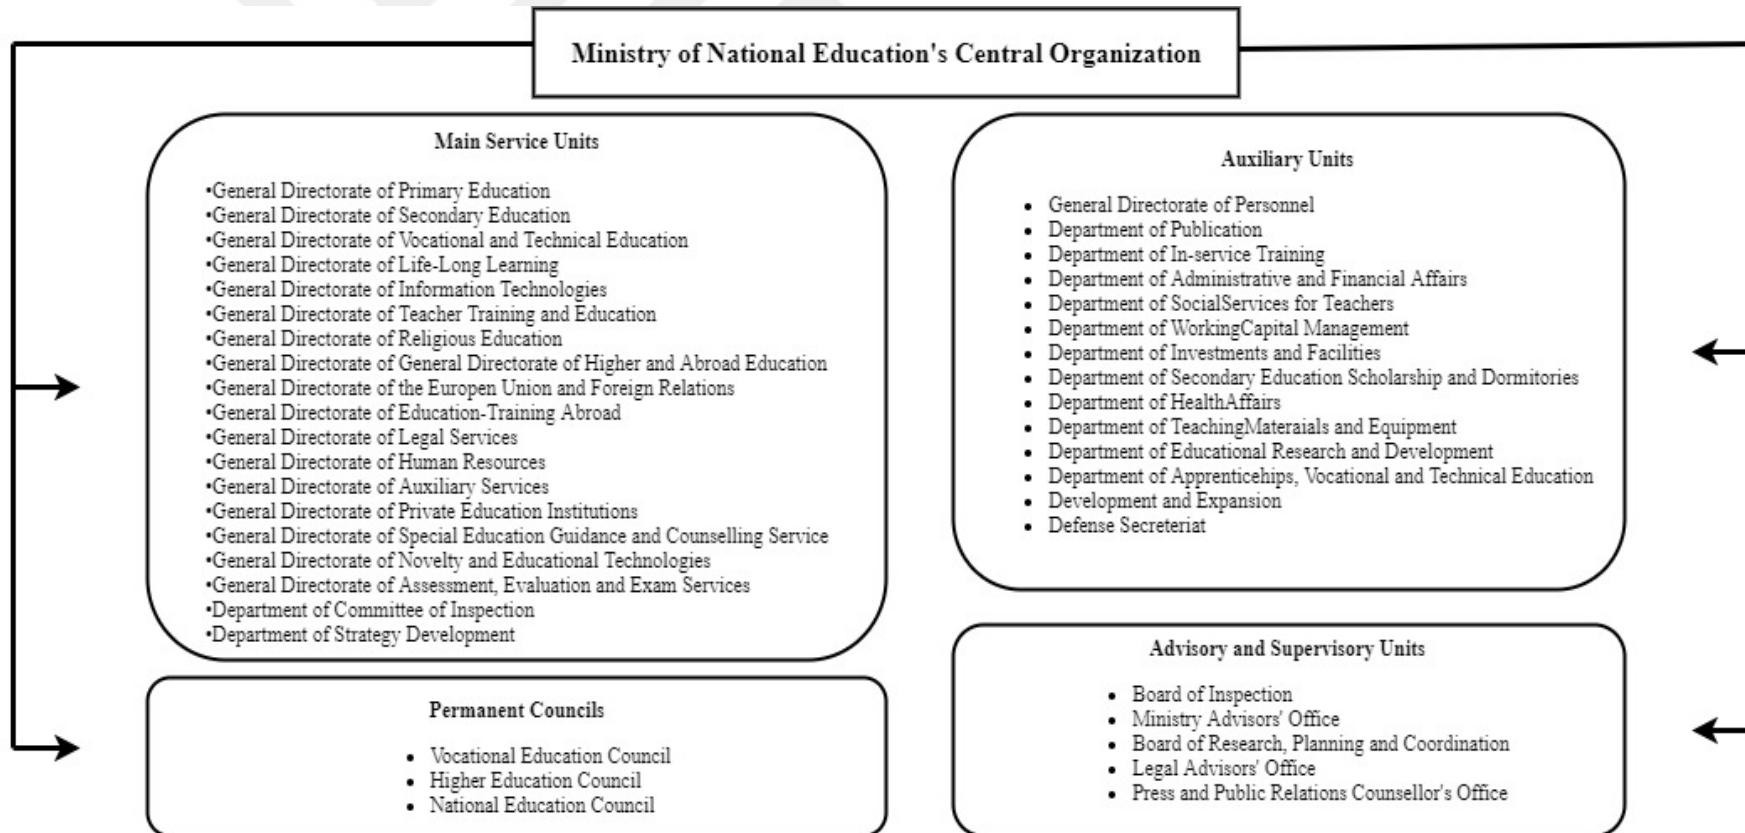 Ministry of National Education's Central Organization
Main Service Units
•General Directorate of Primary Education
•General Directorate of Secondary Education
•General Directorate of Vocational and Technical Education
•General Directorate of Life-Long Learning
•General Directorate of Information Technologies
•General Directorate of Teacher Training and Education
•General Directorate of Religious Education
•General Directorate of General Directorate of Higher and Abroad Education
•General Directorate of the Europen Union and Foreign Relations
•General Directorate of Education-Training Abroad
•General Directorate of Legal Services
•General Directorate of Human Resources
•General Directorate of Auxiliary Services
•General Directorate of Private Education Institutions
•General Directorate of Special Education Guidance and Counselling Service
•General Directorate of Novelty and Educational Technologies
•General Directorate of Assessment, Evaluation and Exam Services
•Department of Committee of Inspection
•Department of Strategy Development
Permanent Councils
• Vocational Education Council
• Higher Education Council
• National Education Council
Auxiliary Units
• General Directorate of Personnel
• Department of Publication
• Department of In-service Training
• Department of Administrative and Financial Affairs
• Department of SocialServices for Teachers
• Department of WorkingCapital Management
• Department of Investments and Facilities
• Department of Secondary Education Scholarship and Dormitories
• Department of HealthAffairs
• Department of TeachingMateraials and Equipment
• Department of Educational Research and Development
• Department of Apprenticehips, Vocational and Technical Education
• Development and Expansion
• Defense Secreteriat
Advisory and Supervisory Units
• Board of Inspection
• Ministry Advisors' Office
• Board of Research, Planning and Coordination
• Legal Advisors' Office
• Press and Public Relations Counsellor's Office